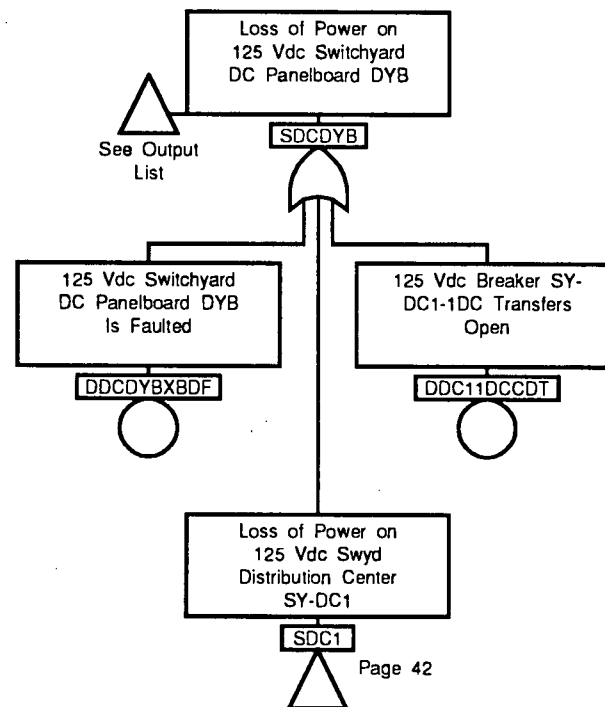 Loss of Power on
125 Vdc Switchyard
DC Panelboard DYB
See Output
List
SDCDYB
125 Vdc Switchyard
DC Panelboard DYB
Is Faulted
DDCDYBXBDF
125 Vdc Breaker SY-
DC1-1DC Transfers
Open
DDC11DCCDT
Loss of Power on
125 Vdc Swyd
Distribution Center
SY-DC1
SDC1
Page 42